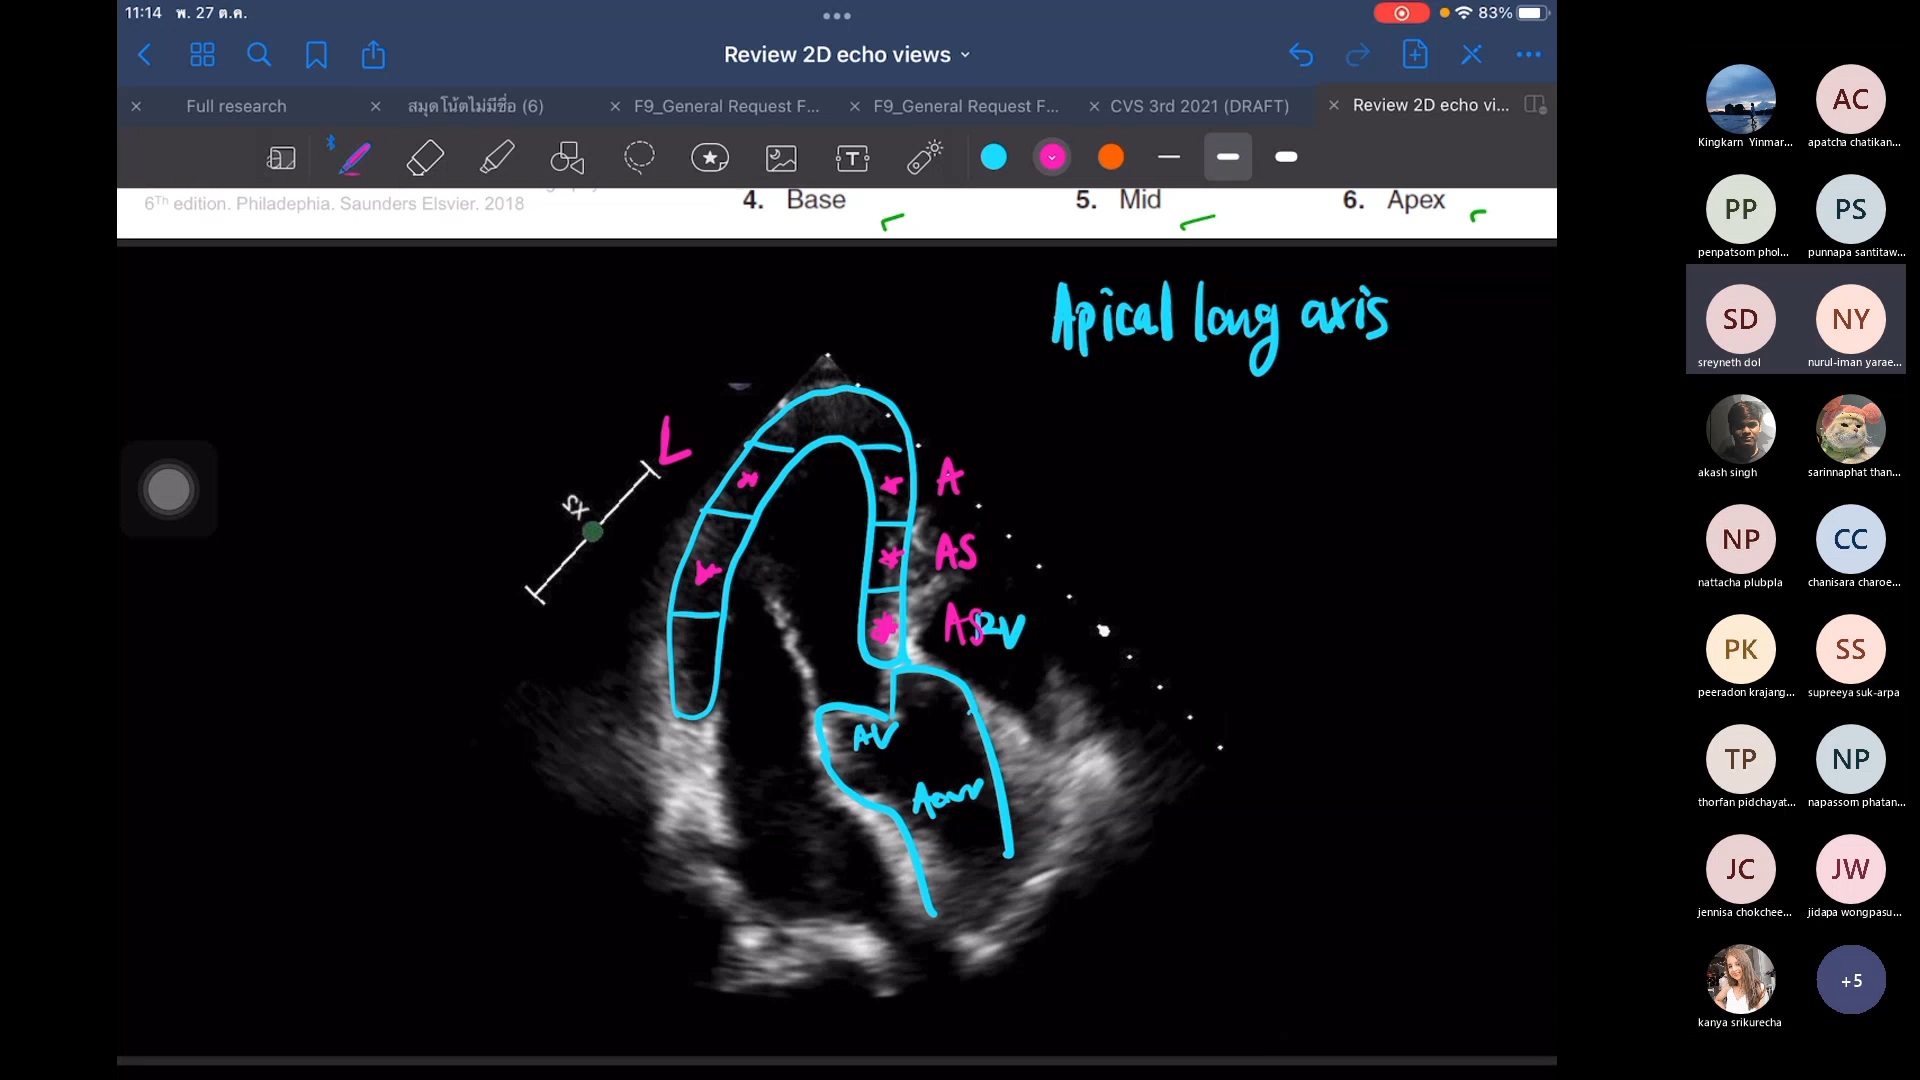 11:14 พ. 27 ต.ค.
83%
Review 2D echo views
Full research
สมุดโน้ตไม่มีชื่อ (6)
F9_General Request F...
F9_General Request F...
CVS 3rd 2021 (DRAFT)
Review 2D echo vi...
T
6Th edition. Philadephia. Saunders Elsvier. 2018
4. Base
5. Mid
6. Apex
Apical long axis
L
A
AS
AS
RV
AV
Kingkarn Yinmar...
AC
apatcha chatikan...
PP
penpatsorn phol...
PS
punnapa santitaw...
SD
sreyneth dol
NY
nurul-iman yarae...
akash singh
sarinnaphat than...
NP
nattacha plubpla
CC
chanisara charoe...
PK
peeradon krajang...
SS
supreeya suk-arpa
TP
thorfan pidchayat...
NP
napassorn phatan...
JC
jennisa chokchee...
JW
jidapa wongpasu...
kanya srikurecha
+5